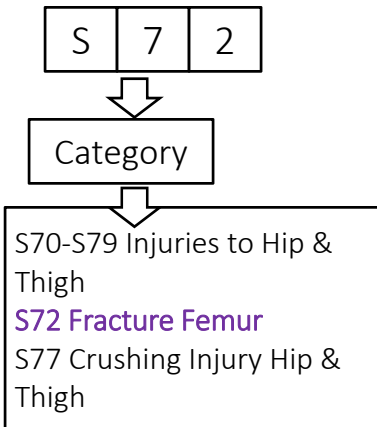 S 7 2
Category
S70-S79 Injuries to Hip &
Thigh
S72 Fracture Femur
S77 Crushing Injury Hip &
Thigh